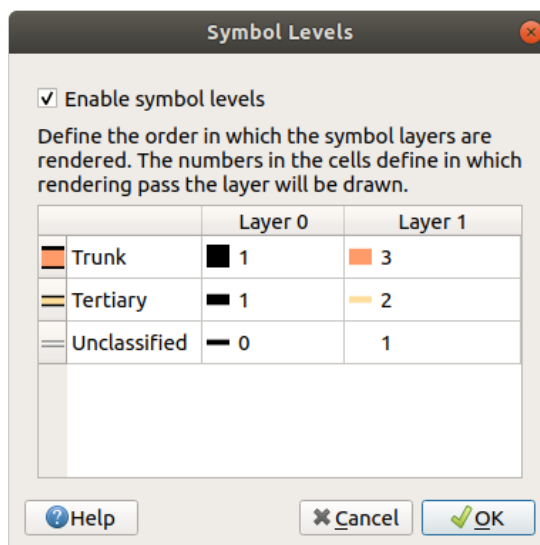 Symbol Levels
Enable symbol levels
Define the order in which the symbol layers are
rendered. The numbers in the cells define in which
rendering pass the layer will be drawn.
Layer 0 Layer 1
Trunk 1 3
Tertiary 1 2
Unclassified 0 1
Help Cancel OK